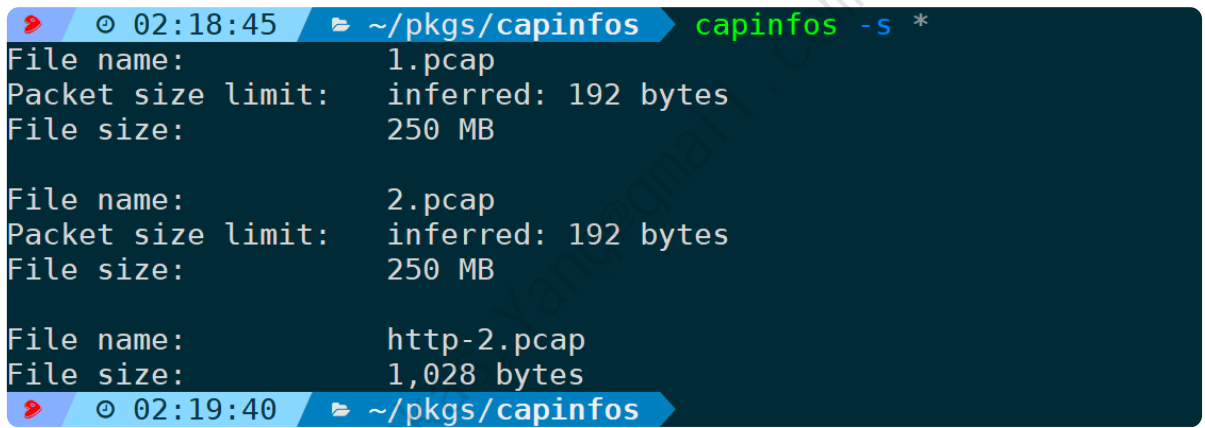 02:18:45 ~/pkgs/capinfos capinfos -s *
File name: 1.pcap
Packet size limit: inferred: 192 bytes
File size: 250 MB
File name: 2.pcap
Packet size limit: inferred: 192 bytes
File size: 250 MB
File name: http-2.pcap
File size: 1,028 bytes
02:19:40 ~/pkgs/capinfos